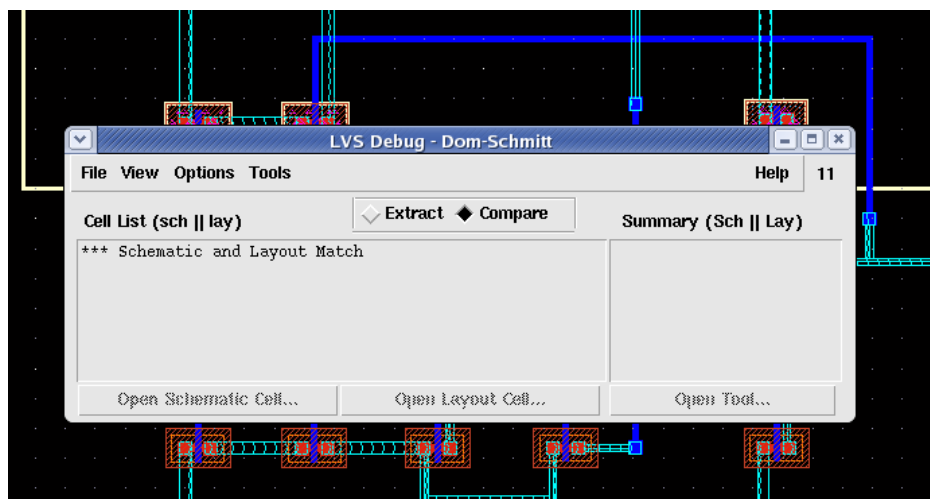 LVS Debug - Dom-Schmitt
File View Options Tools Help 11
Extract Compare
Cell List (sch || lay) Summary (Sch || Lay)
*** Schematic and Layout Match
Open Schematic Cell... Open Layout Cell... Open Tool...